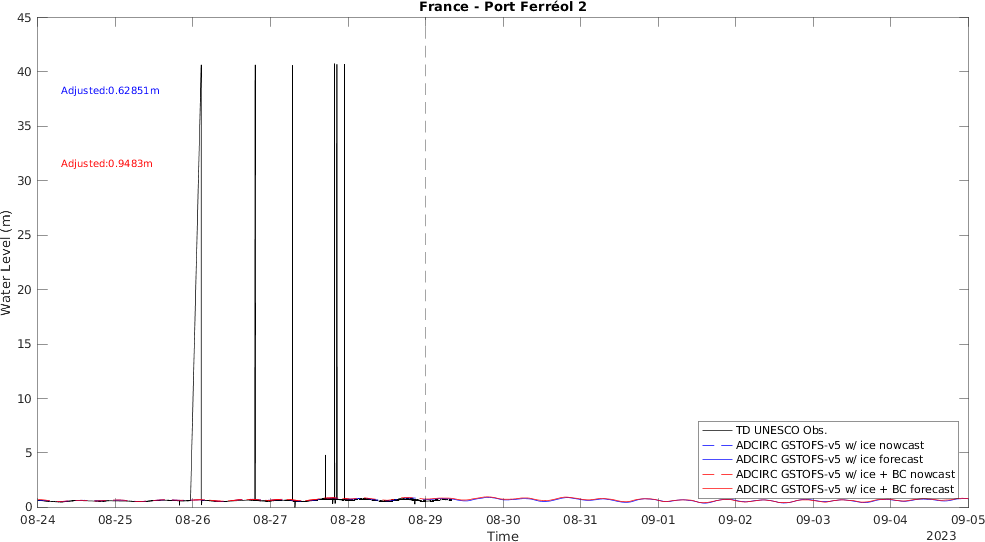 France - Port Ferréol 2
45
40
35
30
25
20
15
10
5
0
Water Level (m)
Adjusted:0.62851m
Adjusted:0.9483m
TD UNESCO Obs.
ADCIRC GSTOFS-v5 w/ ice nowcast
ADCIRC GSTOFS-v5 w/ ice forecast
ADCIRC GSTOFS-v5 w/ ice + BC nowcast
ADCIRC GSTOFS-v5 w/ ice + BC forecast
08-24 08-25 08-26 08-27 08-28 08-29 08-30 08-31 09-01 09-02 09-03 09-04 09-05
Time
2023